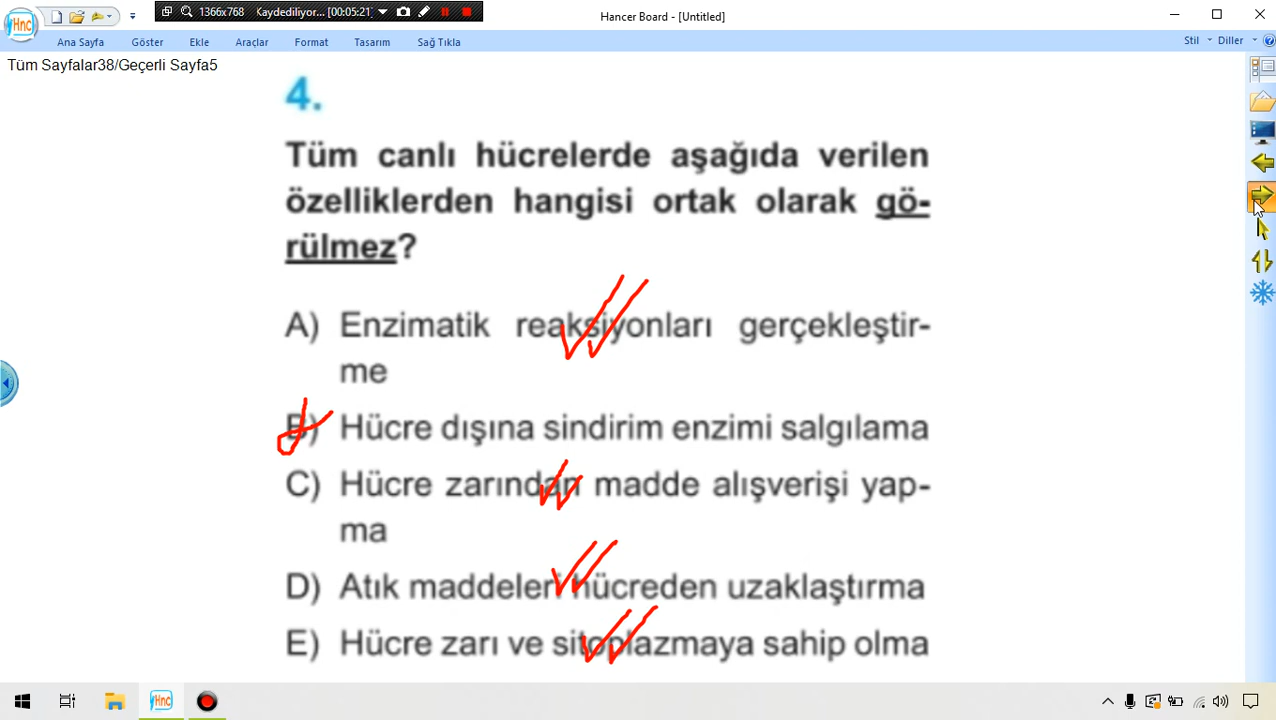 1366x768 Kaydediliyor... [00:05:21]
Hancer Board - [Untitled]
Hnc
Ana Sayfa Göster Ekle Araçlar Format Tasarım Sağ Tıkla Stil Diller
Tüm Sayfalar38/Geçerli Sayfa5
4.
Tüm canlı hücrelerde aşağıda verilen
özelliklerden hangisi ortak olarak gö-
rülmez?
A) Enzimatik reaksiyonları gerçekleştir-
me
B) Hücre dışına sindirim enzimi salgılama
C) Hücre zarından madde alışverişi yap-
ma
D) Atık maddeleri hücreden uzaklaştırma
E) Hücre zarı ve sitoplazmaya sahip olma
Hnc